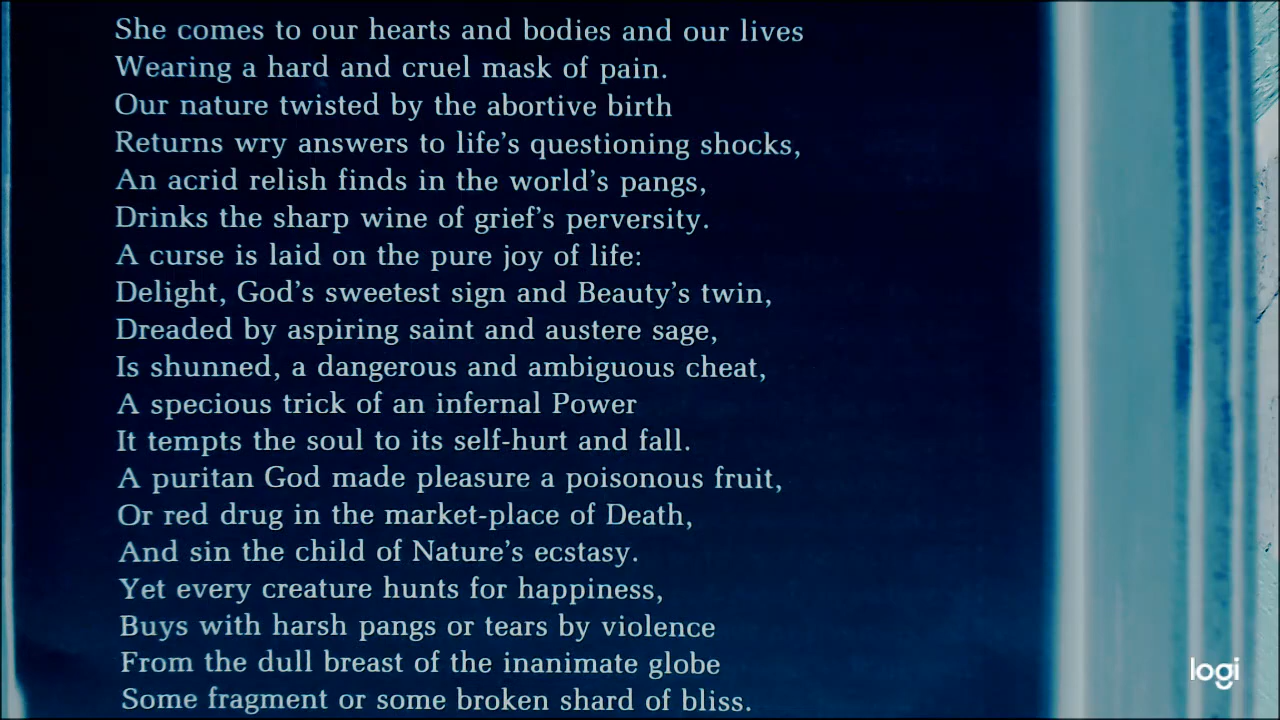 She comes to our hearts and bodies and our lives
Wearing a hard and cruel mask of pain.
Our nature twisted by the abortive birth
Returns wry answers to life's questioning shocks,
An acrid relish finds in the world's pangs,
Drinks the sharp wine of grief's perversity.
A curse is laid on the pure joy of life:
Delight, God's sweetest sign and Beauty's twin,
Dreaded by aspiring saint and austere sage,
Is shunned, a dangerous and ambiguous cheat,
A specious trick of an infernal Power
It tempts the soul to its self-hurt and fall.
A puritan God made pleasure a poisonous fruit,
Or red drug in the market-place of Death,
And sin the child of Nature's ecstasy.
Yet every creature hunts for happiness,
Buys with harsh pangs or tears by violence
From the dull breast of the inanimate globe
Some fragment or some broken shard of bliss.
logi